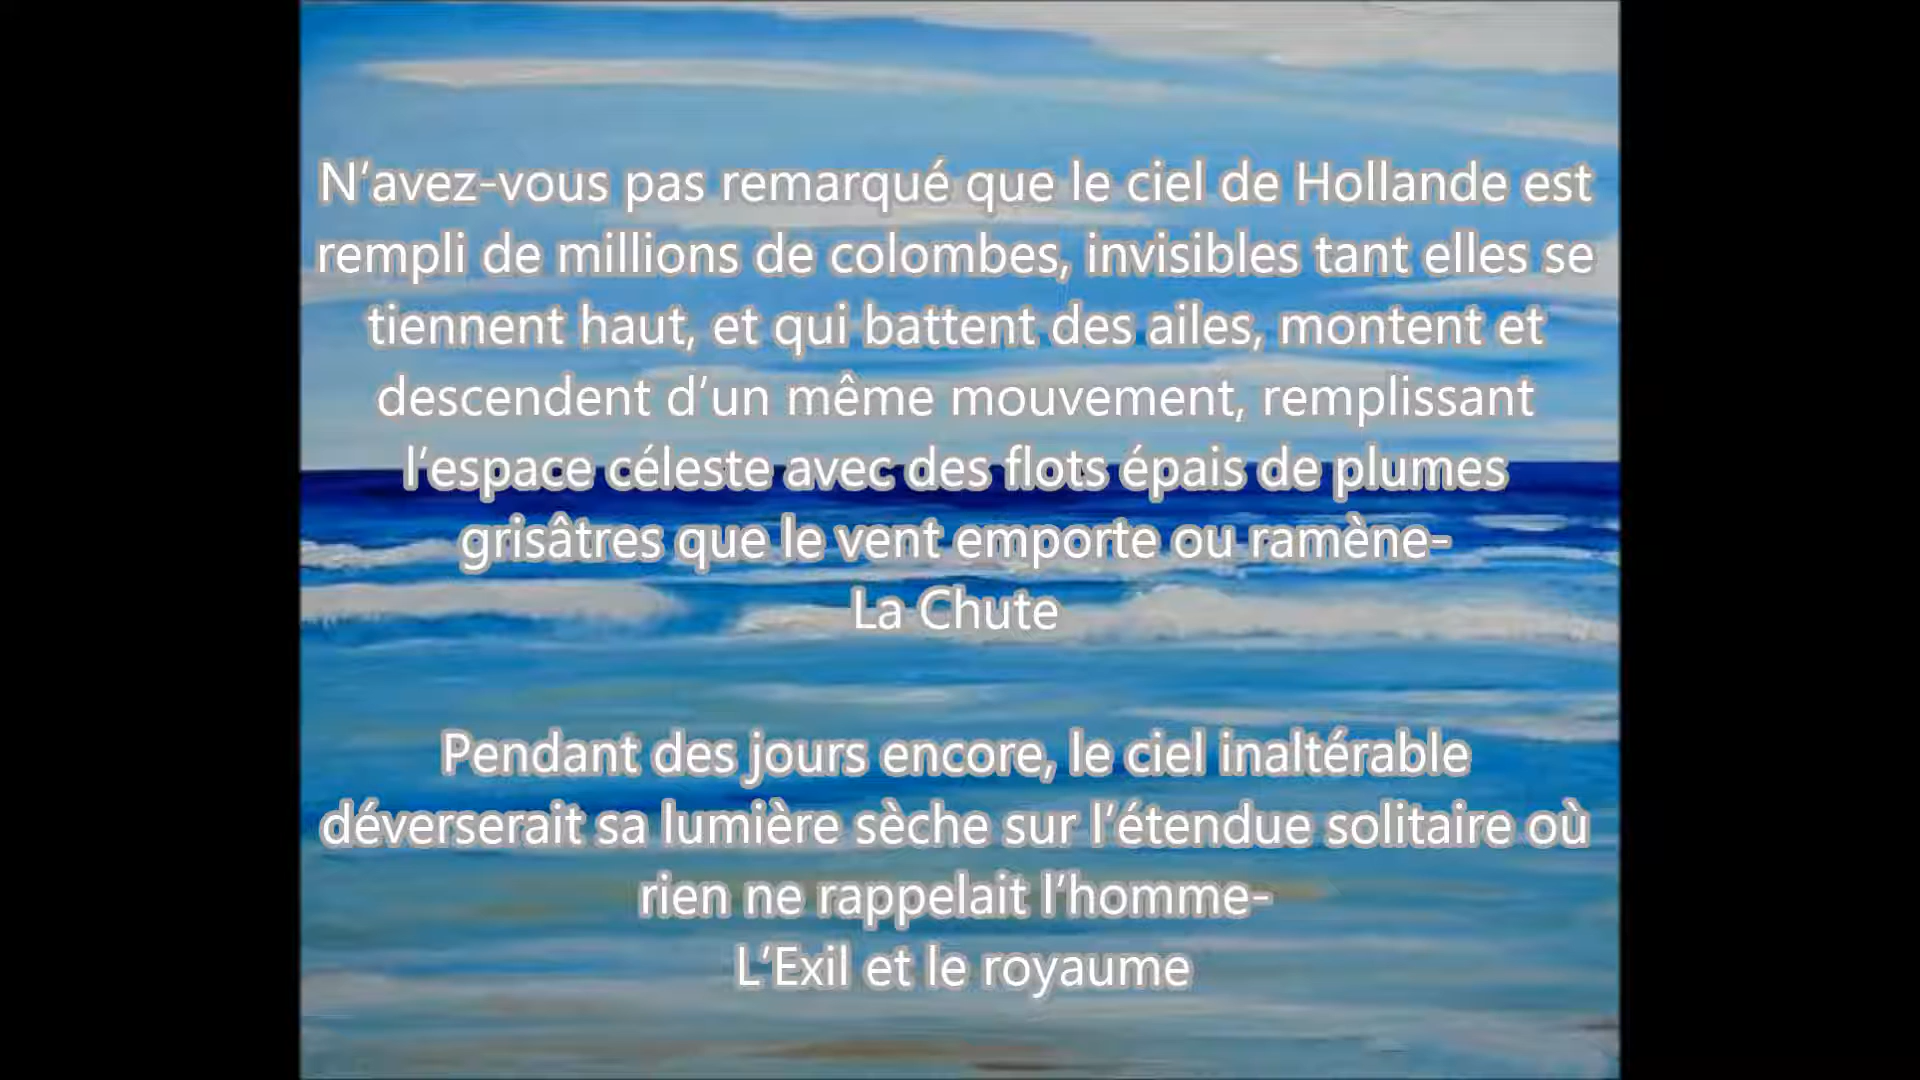 N’avez-vous pas remarqué que le ciel de Hollande est
rempli de millions de colombes, invisibles tant elles se
tiennent haut, et qui battent des ailes, montent et
descendent d’un même mouvement, remplissant
l’espace céleste avec des flots épais de plumes
grisâtres que le vent emporte ou ramène-
La Chute
Pendant des jours encore, le ciel inaltérable
déverserait sa lumière sèche sur l’étendue solitaire où
rien ne rappelait l’homme-
L’Exil et le royaume